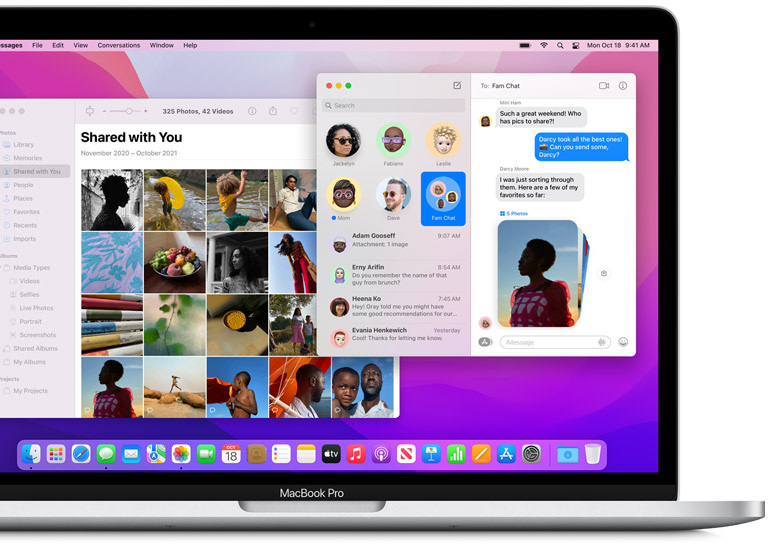 ssages File Edit View Conversations Window Help
Mon Oct 18 9:41 AM
325 Photos, 42 Videos
Photos
Library
Memories
Shared with You
People
Places
Favorites
Recents
Imports
Albums
Media Types
Videos
Selfies
Live Photos
Portrait
Screenshots
Shared Albums
My Albums
Projects
My Projects
Shared with You
November 2020 – October 2021
Search
Jackelyn
Fabiano
Leslie
Mom
Dave
Fam Chat
Adam Gooseff 9:07 AM
Attachment: 1 image
Erny Arifin 8:54 AM
Do you remember the name of that
guy from brunch?
Heena Ko 7:45 AM
Hey! Gray told me you might have
some good recommendations for our...
Evania Henkewich Yesterday
Cool! Thanks for letting me know.
To: Fam Chat
Mini Ham
Such a great weekend! Who
has pics to share?!
Darcy took all the best ones!
📷 Can you send some,
Darcy?
Darcy Moore
I was just sorting through
them. Here are a few of my
favorites so far:
5 Photos
iMessage
OCT
18
tv
MacBook Pro